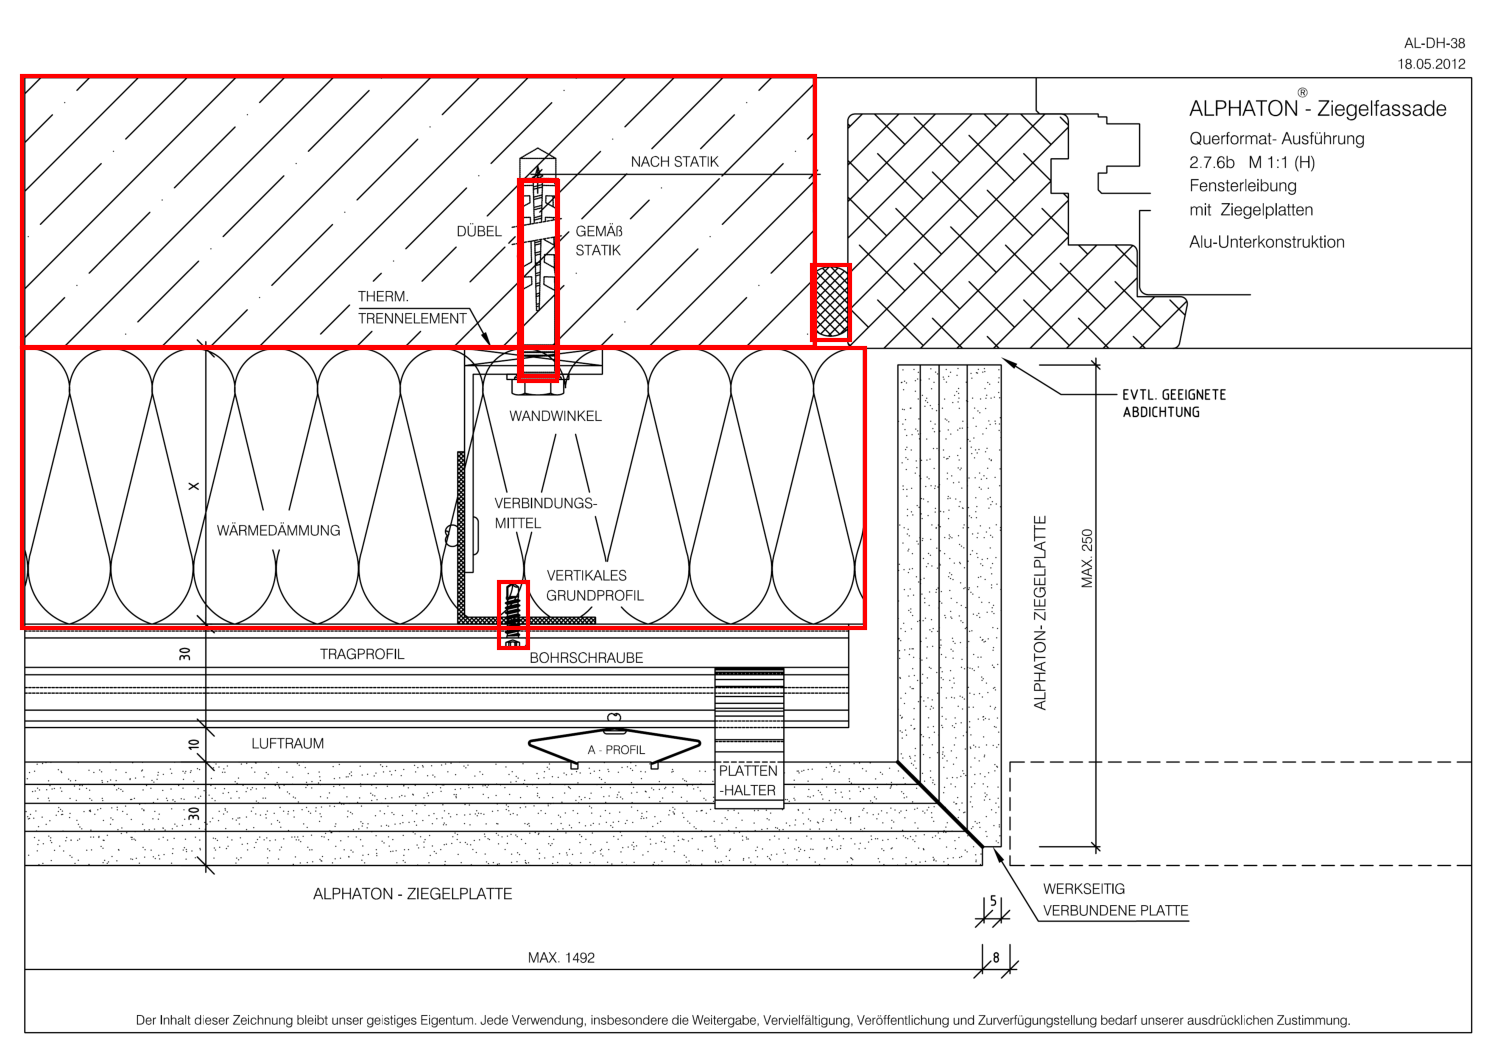 AL-DH-38
18.05.2012
ALPHATON® - Ziegelfassade
Querformat- Ausführung
2.7.6b M 1:1 (H)
Fensterleibung
mit Ziegelplatten
Alu-Unterkonstruktion
NACH STATIK
DÜBEL
GEMÄß
STATIK
THERM.
TRENNELEMENT
EVTL. GEEIGNETE
ABDICHTUNG
WANDWINKEL
X
VERBINDUNGS-
MITTEL
WÄRMEDÄMMUNG
VERTIKALES
GRUNDPROFIL
MAX. 250
ALPHATON- ZIEGELPLATTE
30
TRAGPROFIL
BOHRSCHRAUBE
10
LUFTRAUM
A - PROFIL
PLATTEN
-HALTER
30
ALPHATON - ZIEGELPLATTE
WERKSEITIG
VERBUNDENE PLATTE
5
MAX. 1492
8
Der Inhalt dieser Zeichnung bleibt unser geistiges Eigentum. Jede Verwendung, insbesondere die Weitergabe, Vervielfältigung, Veröffentlichung und Zurverfügungstellung bedarf unserer ausdrücklichen Zustimmung.